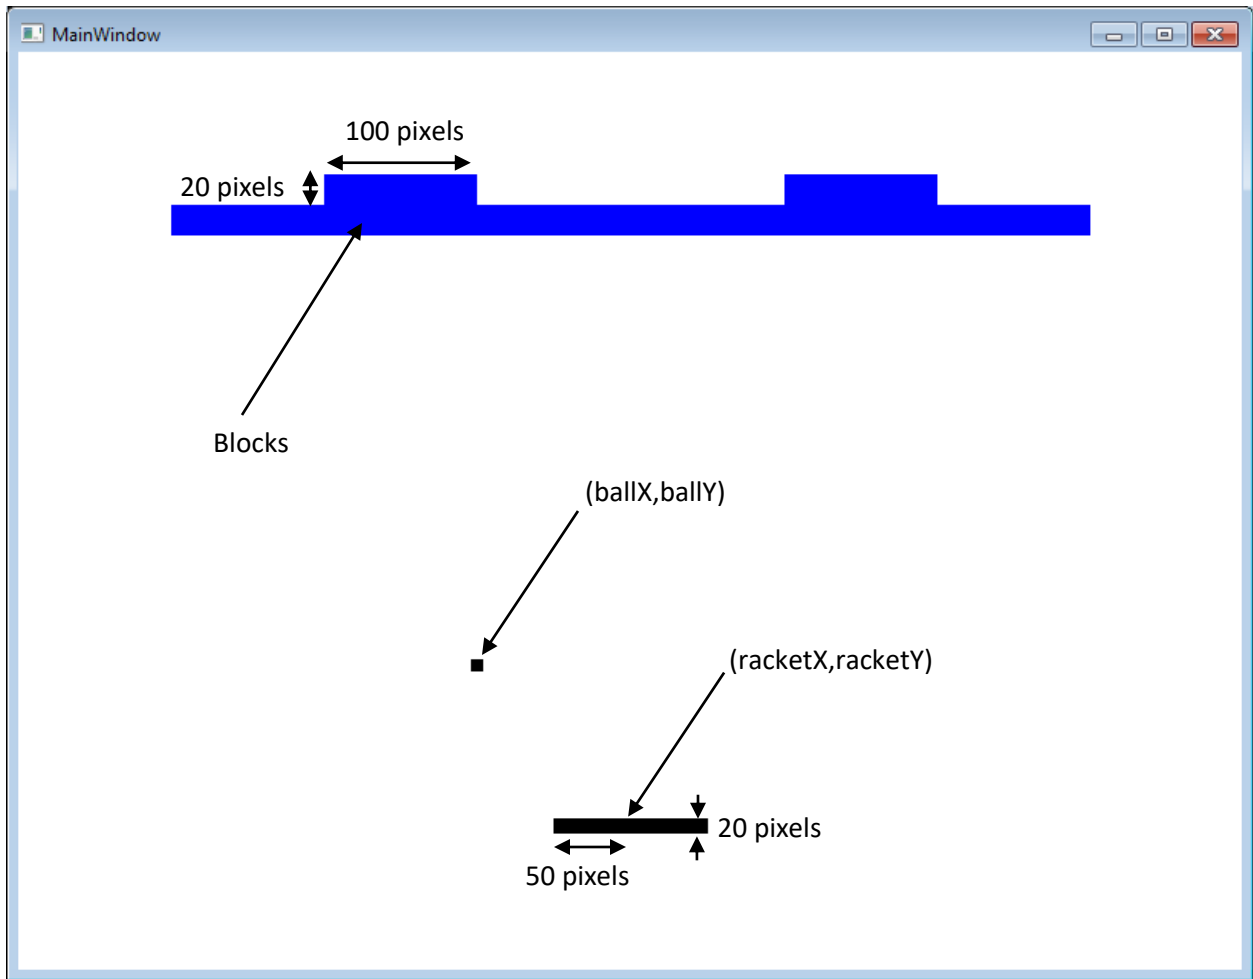 MainWindow
100 pixels
20 pixels
Blocks
(ballX,ballY)
(racketX,racketY)
20 pixels
50 pixels